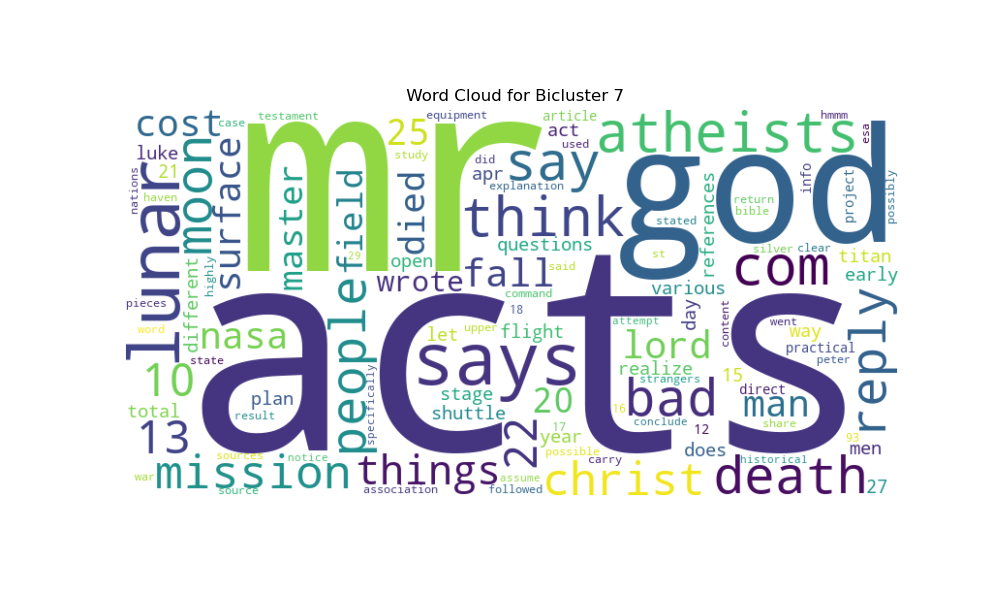 Word Cloud for Bicluster 7
cost
case
testament
equipment
article
hmmm
mr
25
act
used
atheists
god
esa
luke
21
nations
haven
moon
lunar
surface
master
field
study
died
did
apr
say
explanation
think
questions
open
29
wrote
fall
said
command
18
stated
st
references
various
return
bible
info
project
possibly
silver
clear
com
titan
early
different
highly
pieces
word
nasa
state
acts
people
specifically
let
upper
flight
says
stage
shuttle
20
attempt
lord
realize
strangers
bad
16
conclude
12
day
content
15
went
way
practical
peter
direct
man
share
reply
10
total
13
plan
result
22
17
year
possible
does
historical
93
men
war
mission
sources
source
notice
things
association
assume
followed
carry
christ
death
27